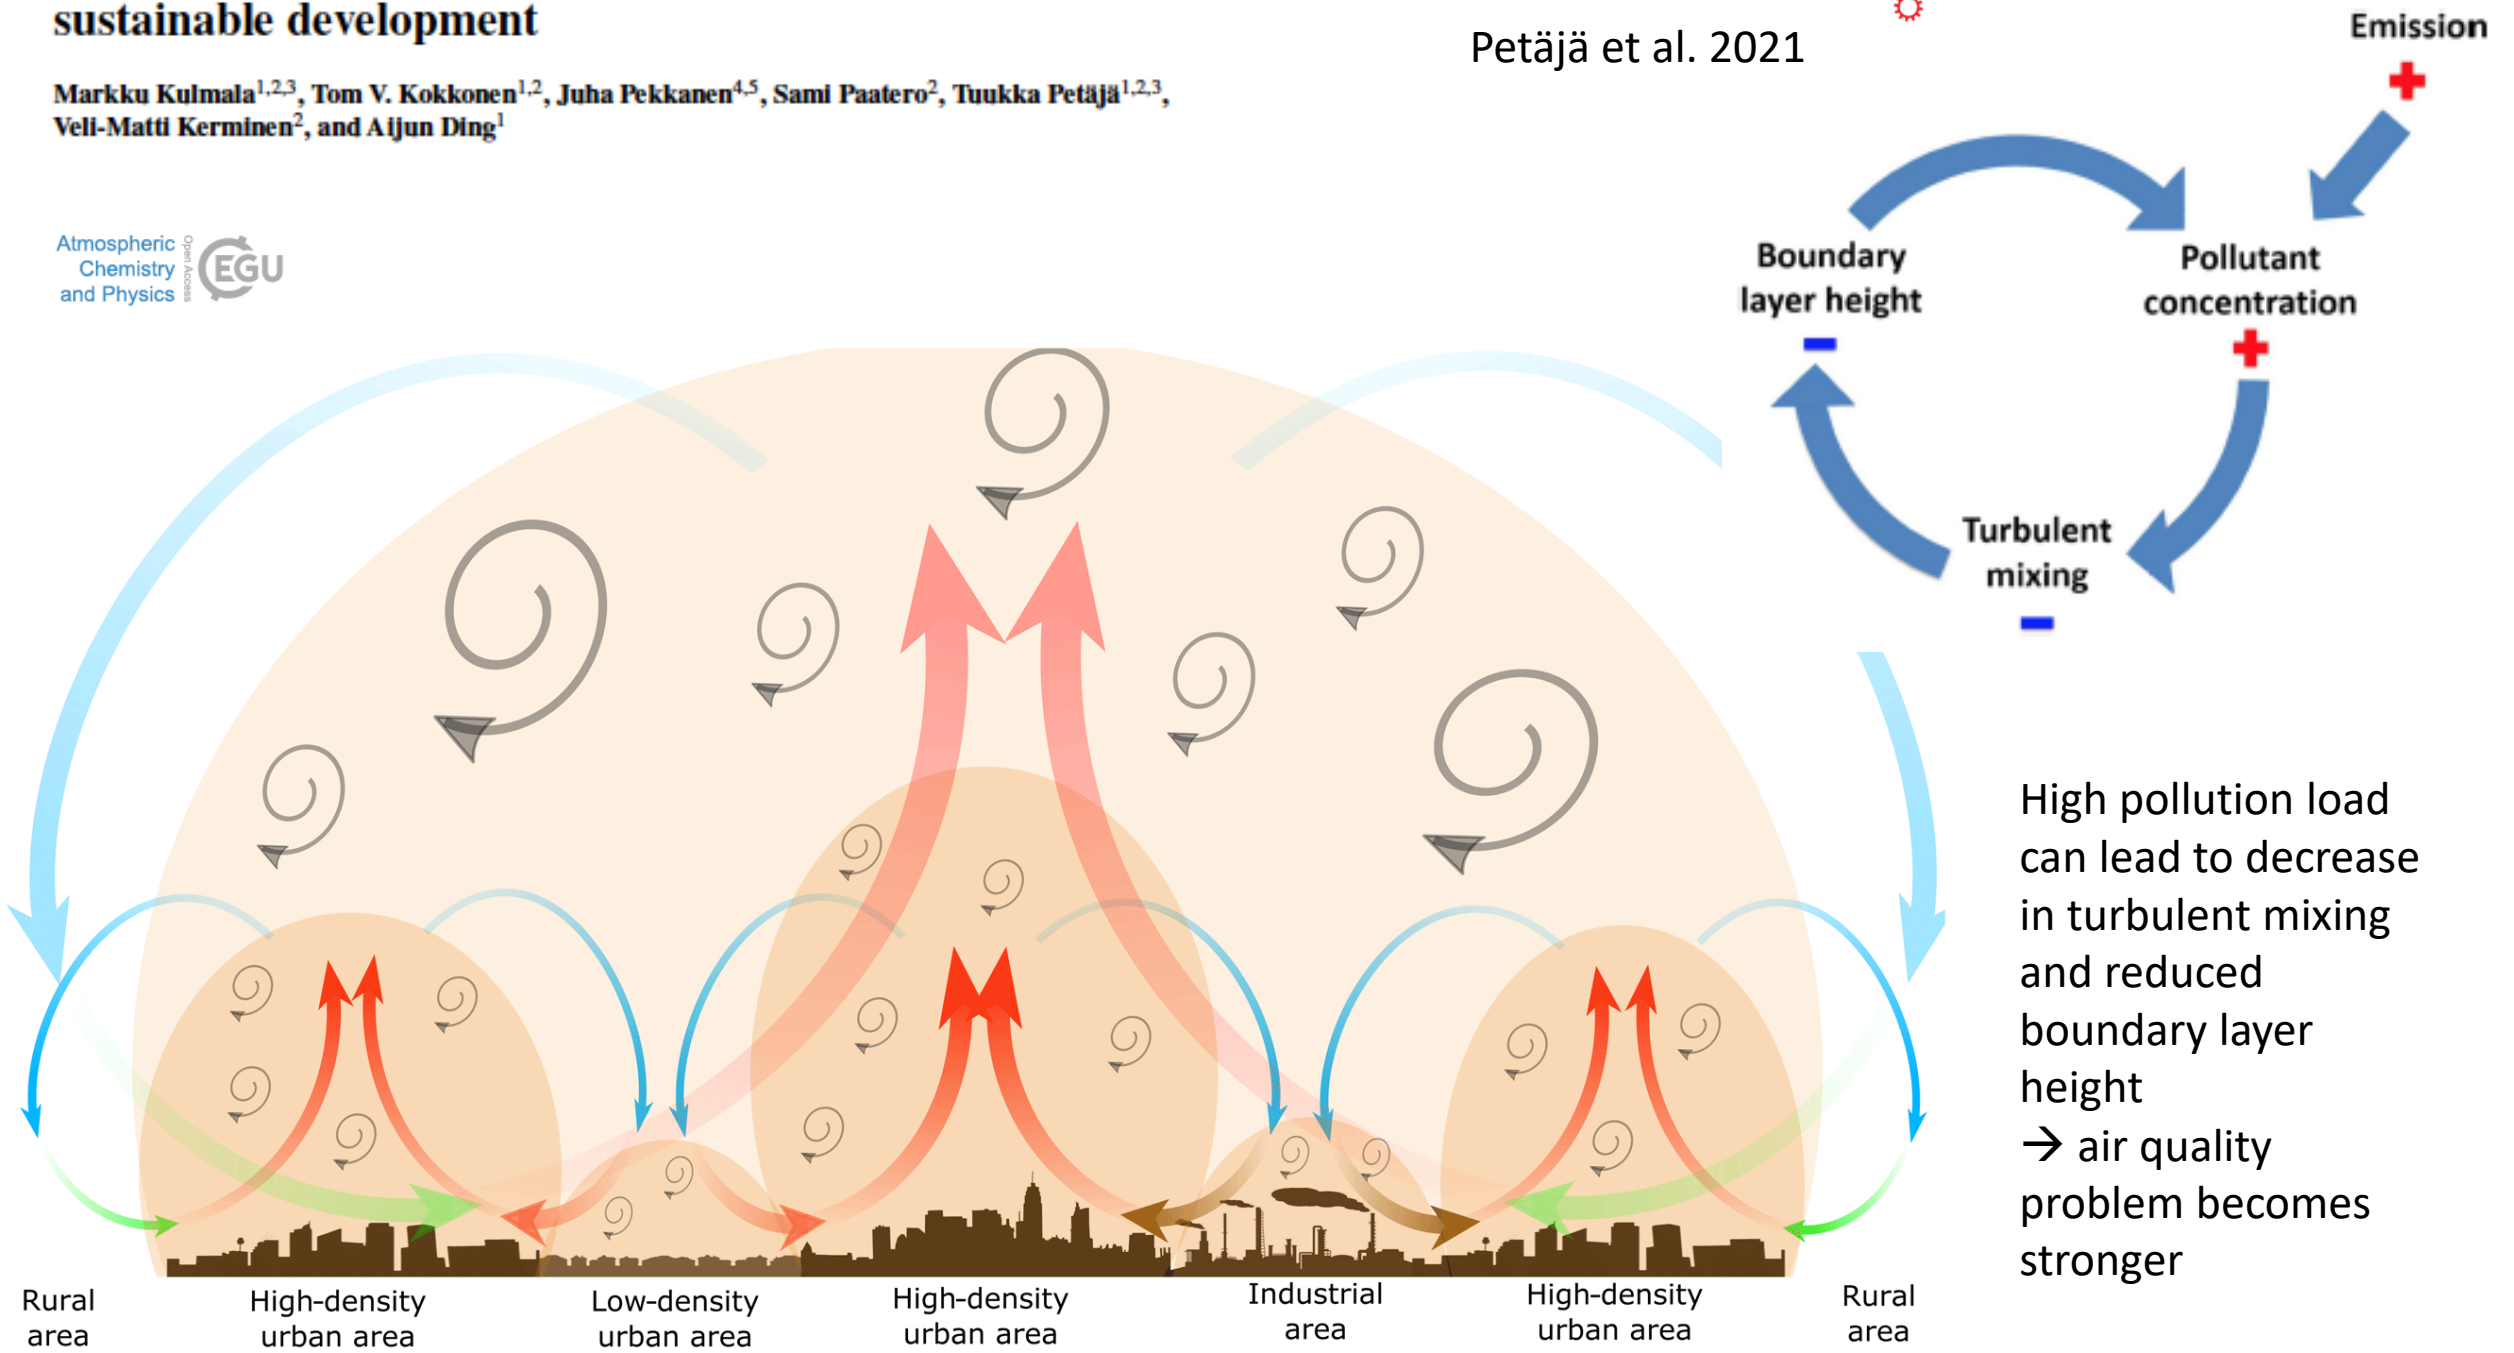 sustainable development
Markku Kulmala1,2,3, Tom V. Kokkonen1,2, Juha Pekkanen4,5, Sami Paatero2, Tuukka Petäjä1,2,3,
Veli-Matti Kerminen2, and Aijun Ding1
Petäjä et al. 2021
Atmospheric
Chemistry
and Physics
Open Access
EGU
Emission
Boundary
layer height
Pollutant
concentration
Turbulent
mixing
High pollution load
can lead to decrease
in turbulent mixing
and reduced
boundary layer
height
→ air quality
problem becomes
stronger
Rural
area
High-density
urban area
Low-density
urban area
High-density
urban area
Industrial
area
High-density
urban area
Rural
area